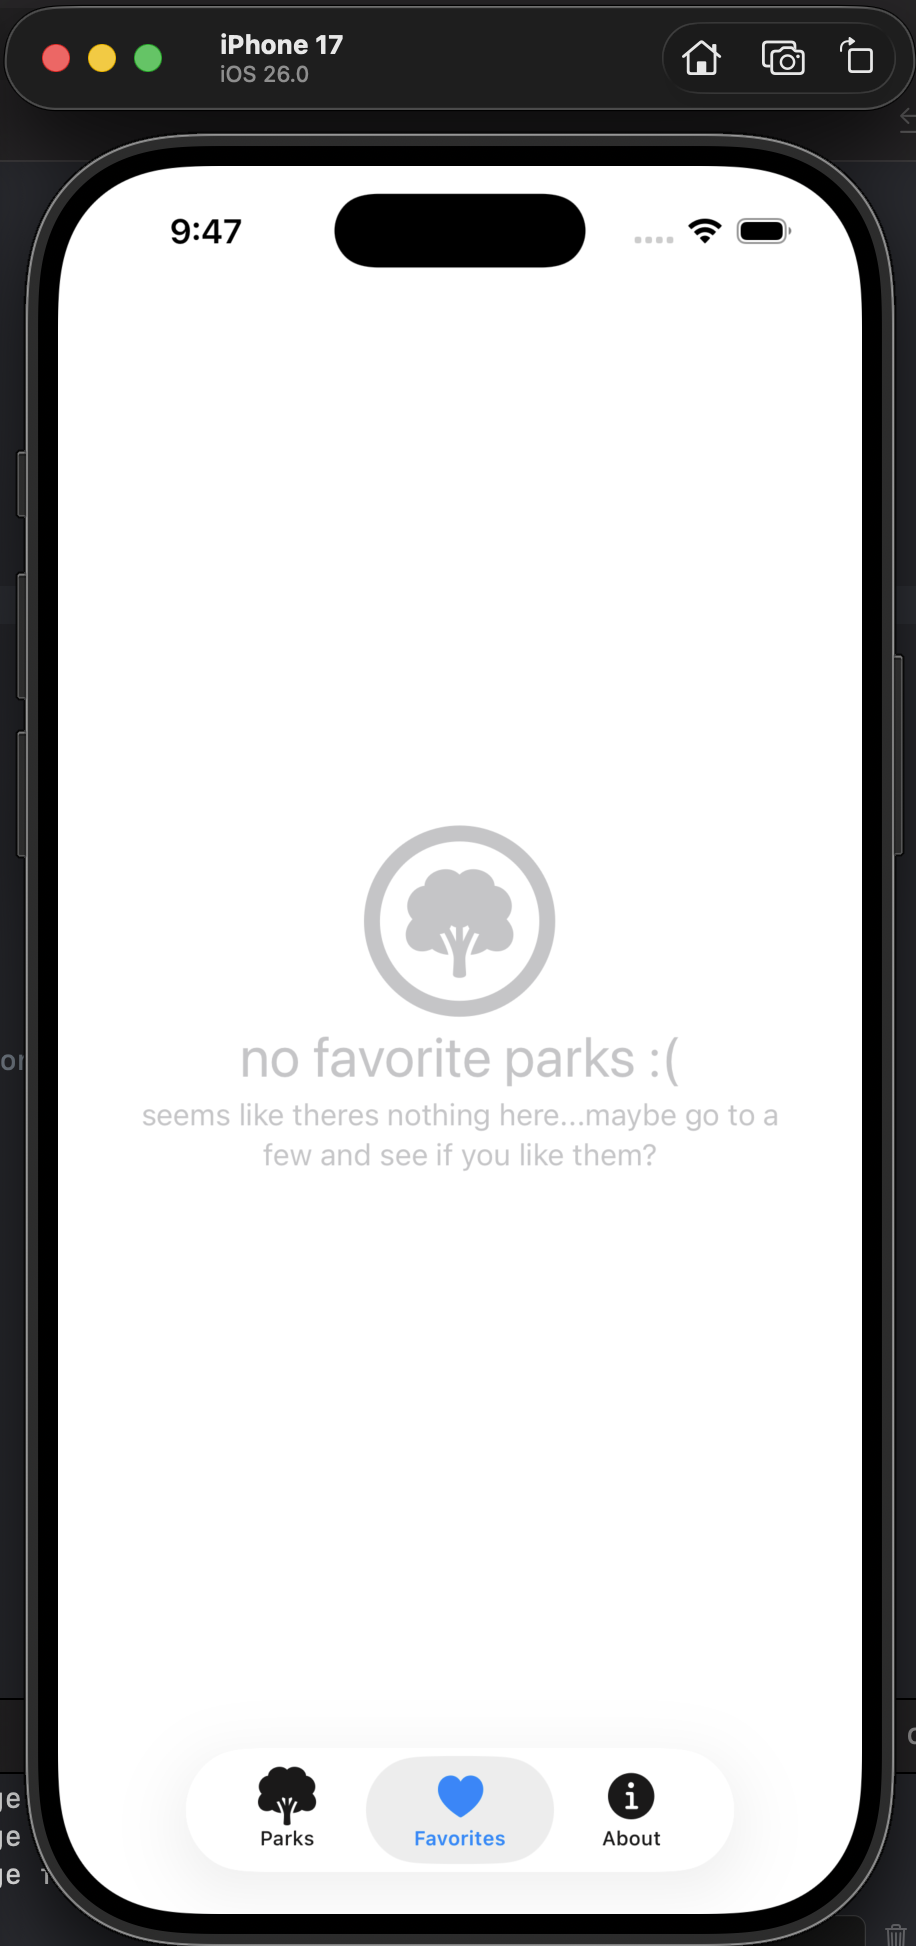 iPhone 17
iOS 26.0
9:47
no favorite parks :(
seems like theres nothing here...maybe go to a
few and see if you like them?
Parks
Favorites
About